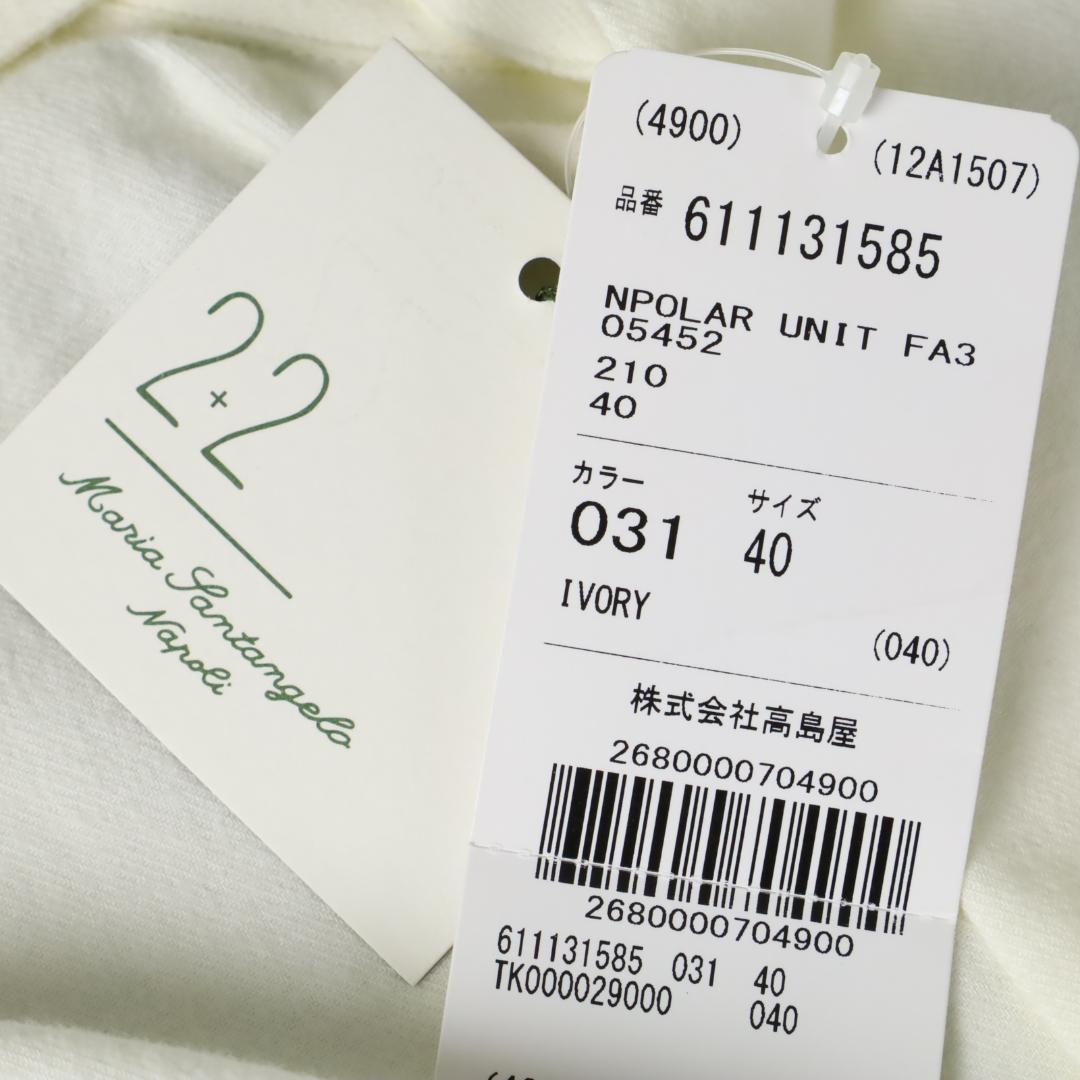 2×2
Maria Santangelo
Napoli
(4900)
(12A1507)
品番 611131585
NPOLAR UNIT FA3
05452
210
40
カラー サイズ
031 40
IVORY
(040)
株式会社高島屋
2680000704900
2680000704900
611131585 031 40
TK000029000 040